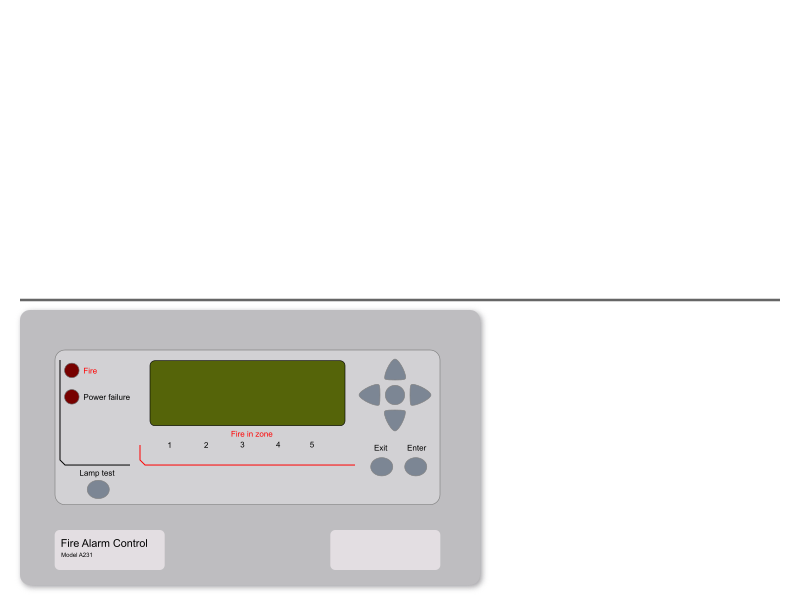 Fire
Power failure
Fire in zone
1 2 3 4 5
Exit Enter
Lamp test
Fire Alarm Control
Model A231